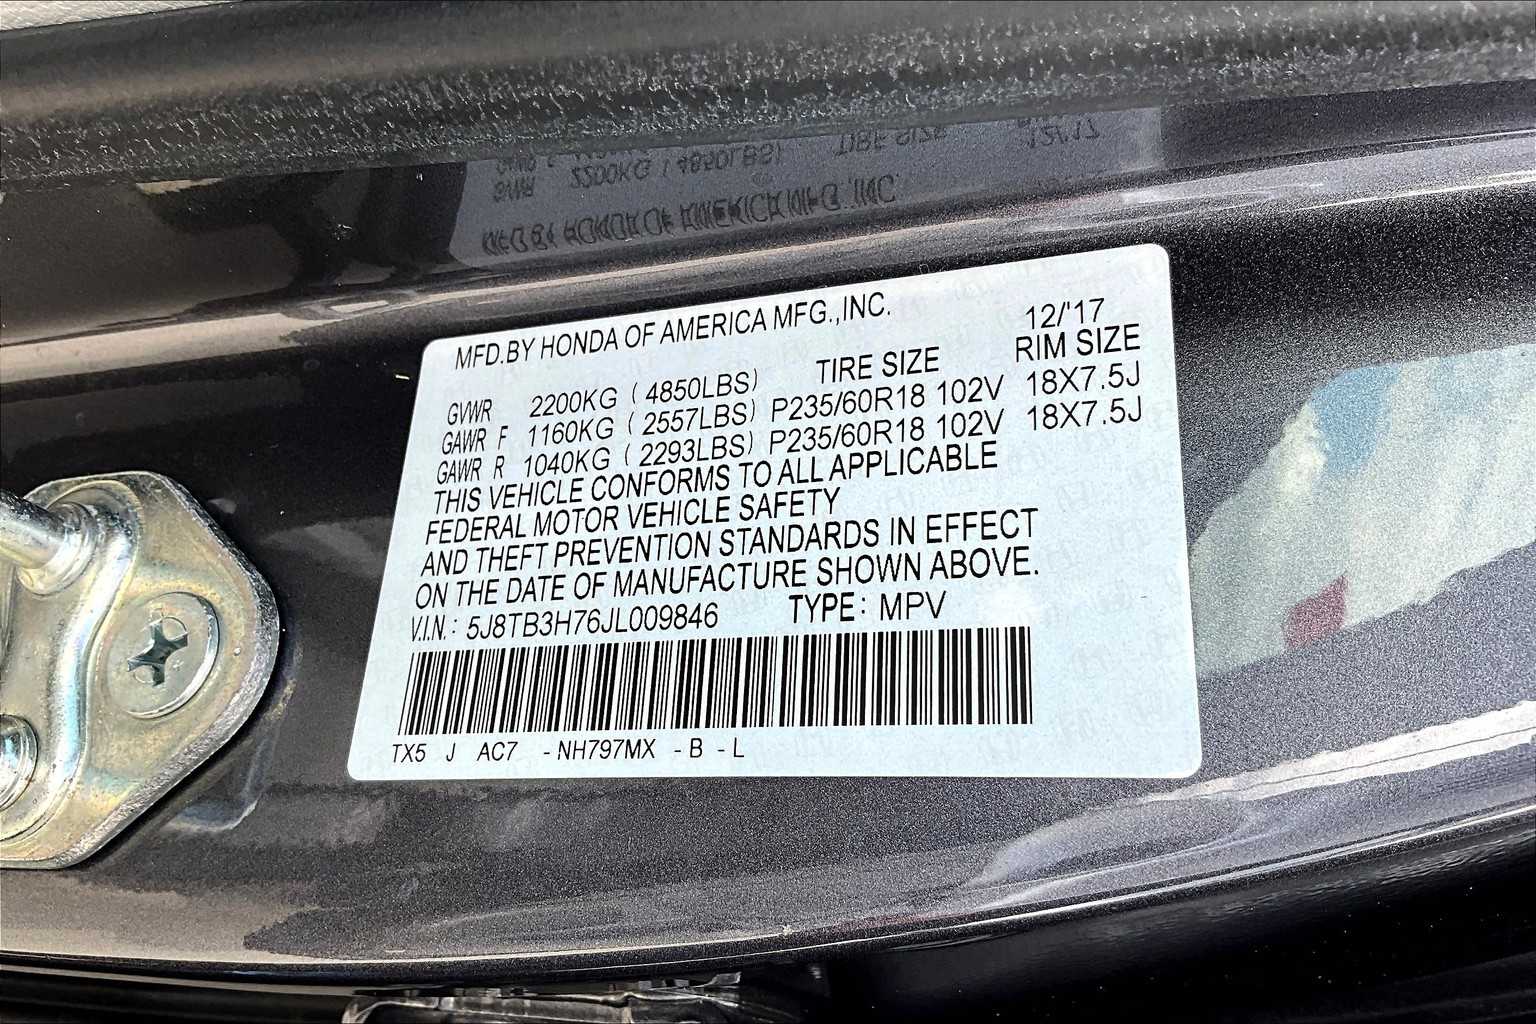 MFD.BY HONDA OF AMERICA MFG.,INC. 12/'17
TIRE SIZE RIM SIZE
GVWR 2200KG ( 4850LBS)
GAWR F 1160KG ( 2557LBS) P235/60R18 102V 18X7.5J
GAWR R 1040KG ( 2293LBS) P235/60R18 102V 18X7.5J
THIS VEHICLE CONFORMS TO ALL APPLICABLE
FEDERAL MOTOR VEHICLE SAFETY
AND THEFT PREVENTION STANDARDS IN EFFECT
ON THE DATE OF MANUFACTURE SHOWN ABOVE.
V.I.N.: 5J8TB3H76JL009846 TYPE: MPV
TX5 J AC7 -NH797MX -B -L